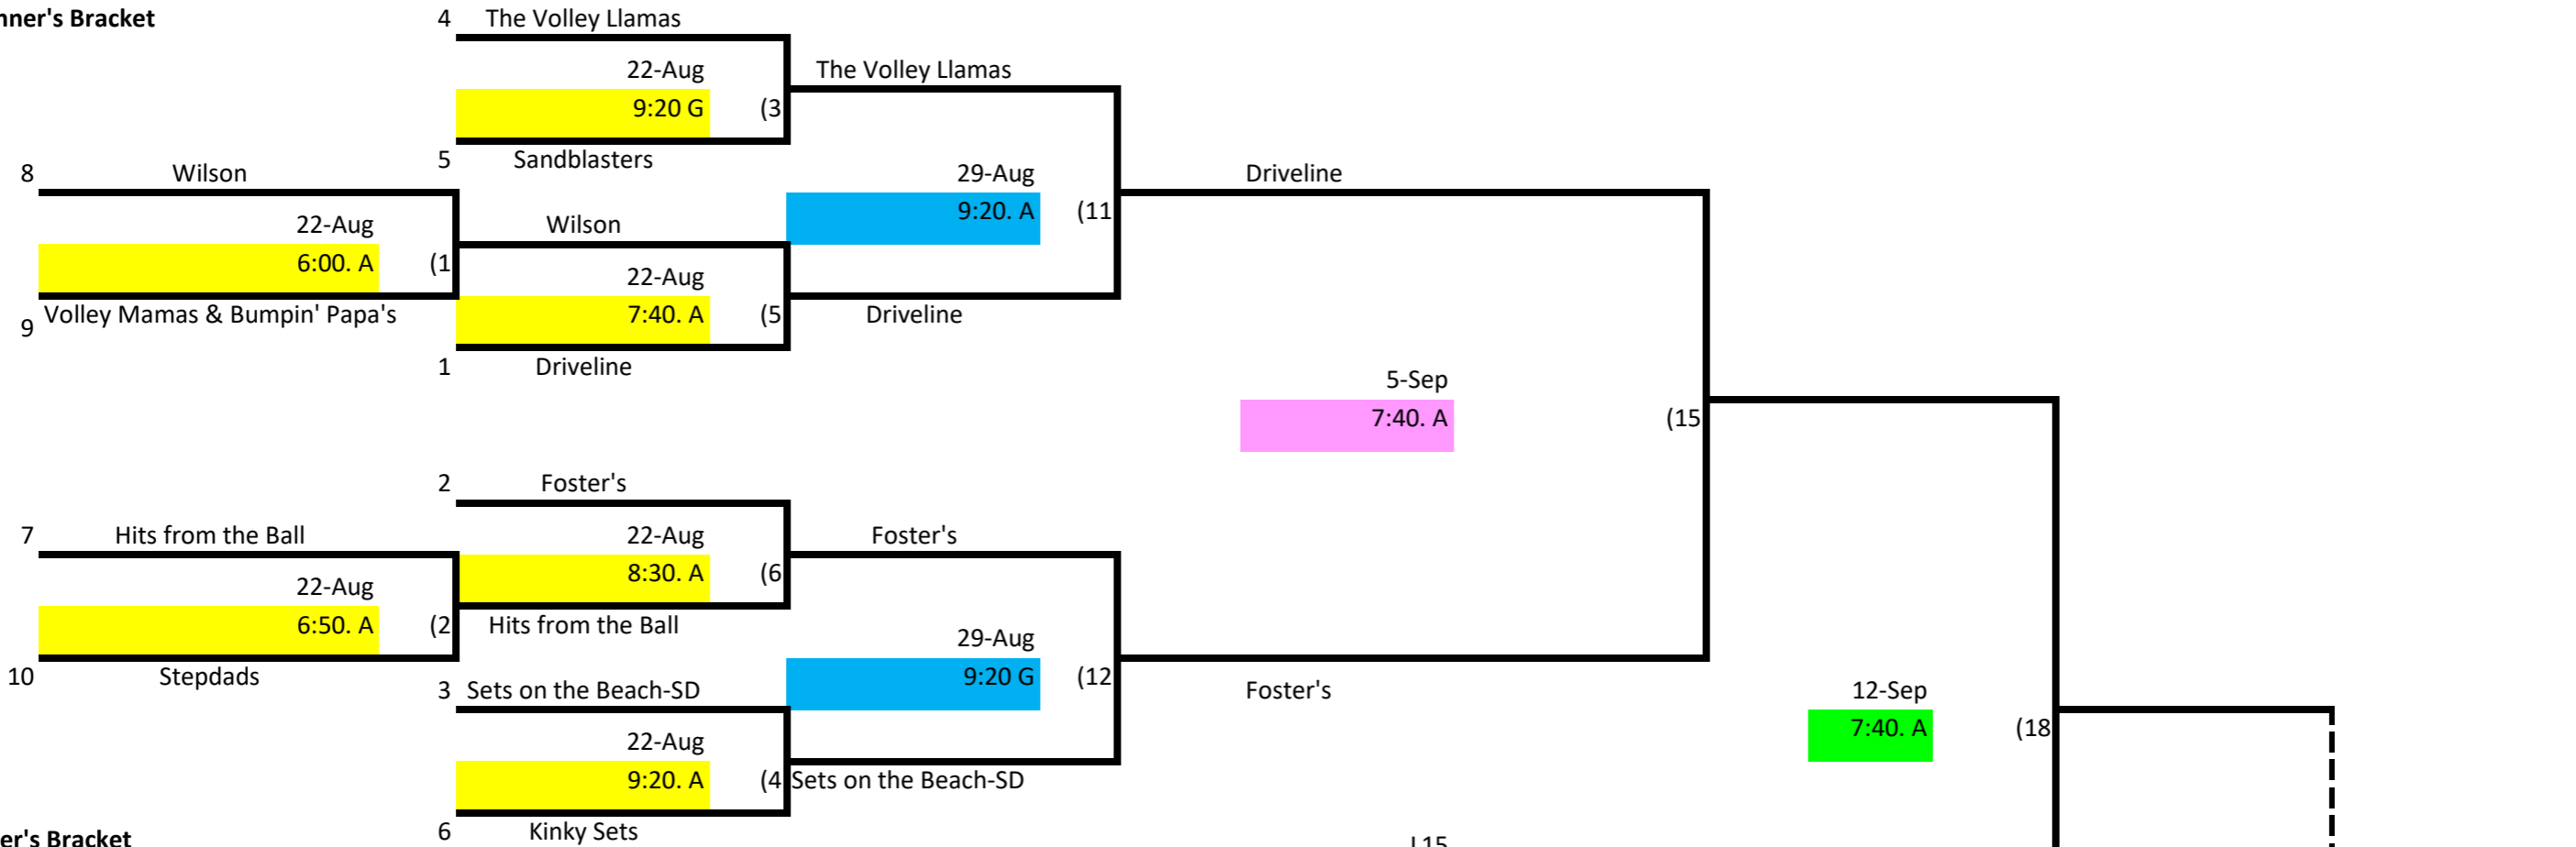 nner's Bracket
4 The Volley Llamas
22-Aug
The Volley Llamas
9:20 G (3
5 Sandblasters
8 Wilson
29-Aug
Driveline
22-Aug
Wilson
9:20. A (11
6:00. A (1
22-Aug
9 Volley Mamas & Bumpin' Papa's
7:40. A (5
Driveline
1 Driveline
5-Sep
7:40. A (15
2 Foster's
7 Hits from the Ball
22-Aug
Foster's
22-Aug
8:30. A (6
6:50. A (2
Hits from the Ball
29-Aug
10 Stepdads
9:20 G (12
3 Sets on the Beach-SD
Foster's
12-Sep
22-Aug
7:40. A (18
9:20. A (4
Sets on the Beach-SD
6 Kinky Sets
er's Bracket
L15